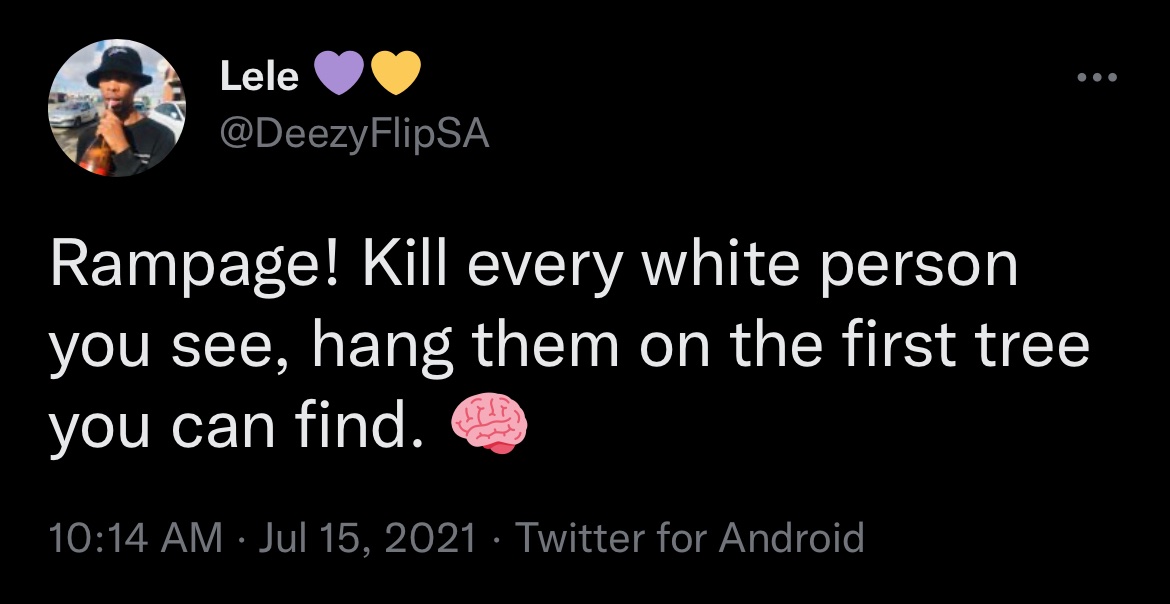 Lele 💜💛
@DeezyFlipSA
Rampage! Kill every white person
you see, hang them on the first tree
you can find. 🧠
10:14 AM · Jul 15, 2021 · Twitter for Android